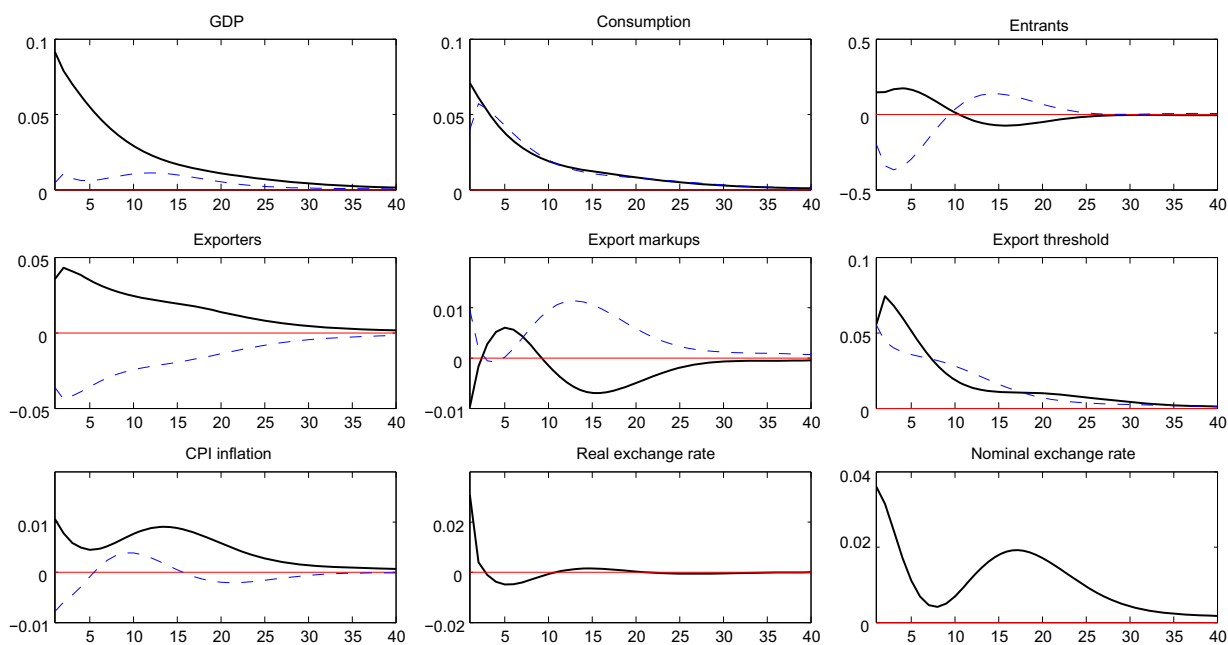 GDP
0.1
0.05
0
5 10 15 20 25 30 35 40
Consumption
0.1
0.05
0
5 10 15 20 25 30 35 40
Entrants
0.5
0
−0.5
5 10 15 20 25 30 35 40
Exporters
0.05
0
−0.05
5 10 15 20 25 30 35 40
Export markups
0.01
0
−0.01
5 10 15 20 25 30 35 40
Export threshold
0.1
0.05
0
5 10 15 20 25 30 35 40
CPI inflation
0.01
0
−0.01
5 10 15 20 25 30 35 40
Real exchange rate
0.02
0
−0.02
5 10 15 20 25 30 35 40
Nominal exchange rate
0.04
0.02
0
5 10 15 20 25 30 35 40